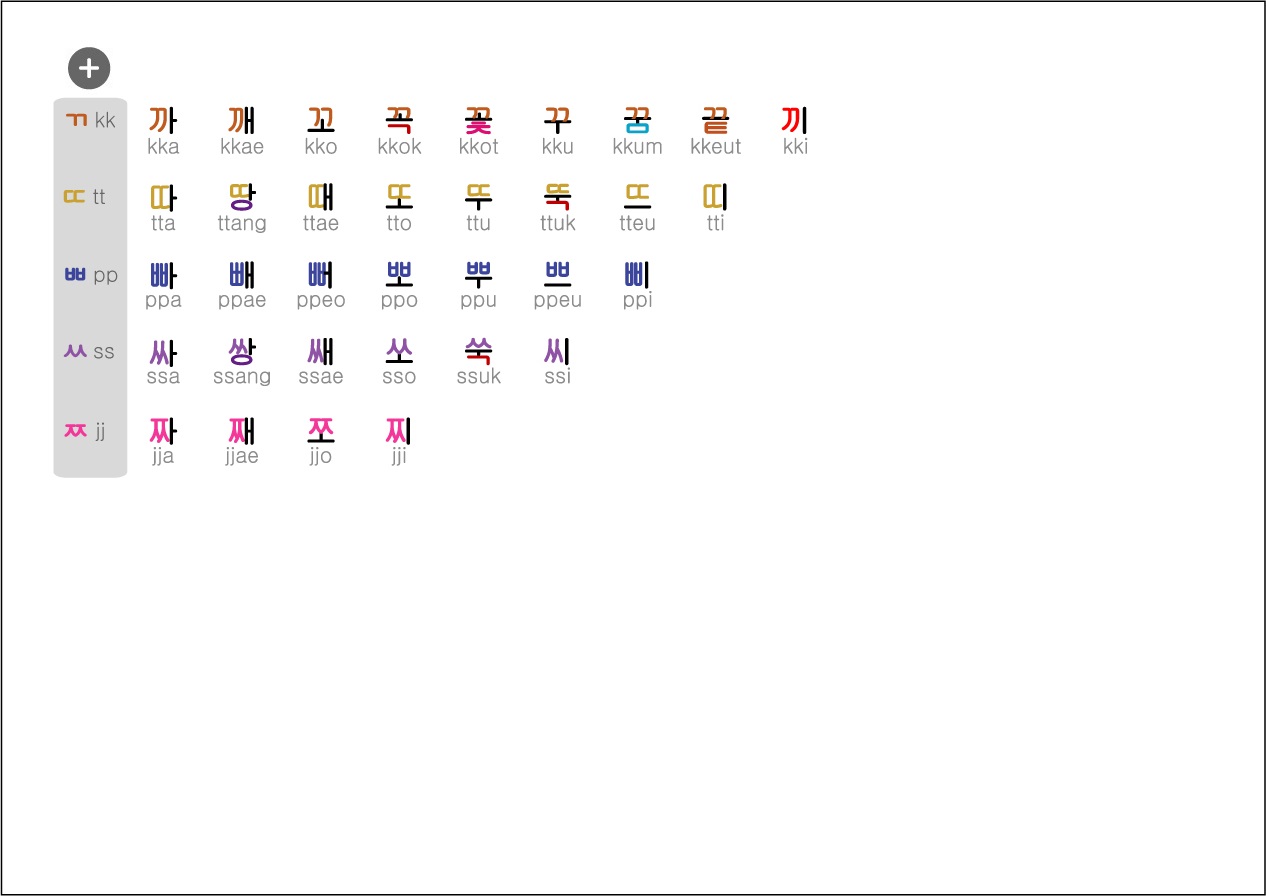 +
ㄲ kk 까 깨 꼬 꼭 꽃 꾸 꿈 끝 끼
kka kkae kko kkok kkot kku kkum kkeut kki
ㄸ tt 따 땅 때 또 뚜 뚝 뜨 띠
tta ttang ttae tto ttu ttuk tteu tti
ㅃ pp 빠 빼 뻐 뽀 뿌 쁘 삐
ppa ppae ppeo ppo ppu ppeu ppi
ㅆ ss 싸 쌍 쌔 쏘 쑥 씨
ssa ssang ssae sso ssuk ssi
ㅉ jj 짜 째 쪼 찌
jja jjae jjo jji